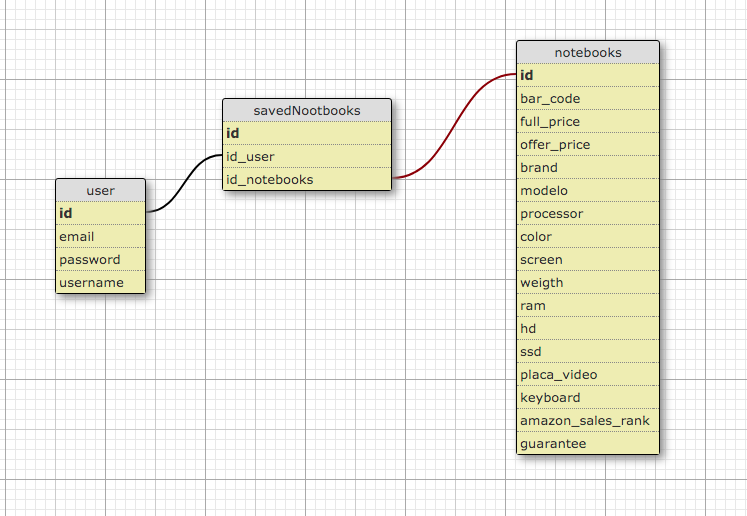 user
id
email
password
username
savedNootbooks
id
id_user
id_notebooks
notebooks
id
bar_code
full_price
offer_price
brand
modelo
processor
color
screen
weigth
ram
hd
ssd
placa_video
keyboard
amazon_sales_rank
guarantee